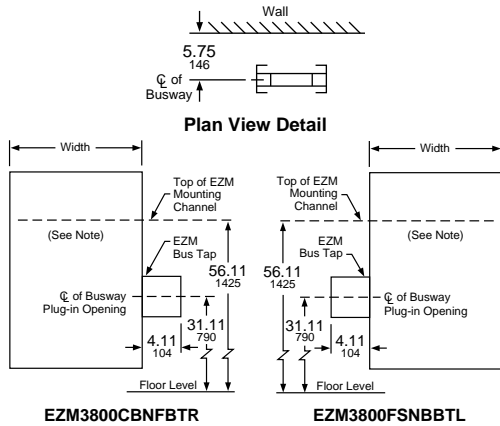 Wall
5.75
146
℄ of
Busway
Plan View Detail
Width
Width
Top of EZM
Mounting
Channel
Top of EZM
Mounting
Channel
(See Note)
(See Note)
EZM
Bus Tap
EZM
Bus Tap
56.11
1425
56.11
1425
℄ of Busway
Plug-in Opening
℄ of Busway
Plug-in Opening
31.11
790
31.11
790
4.11
104
4.11
104
Floor Level
Floor Level
EZM3800CBNFBTR
EZM3800FSNBBTL